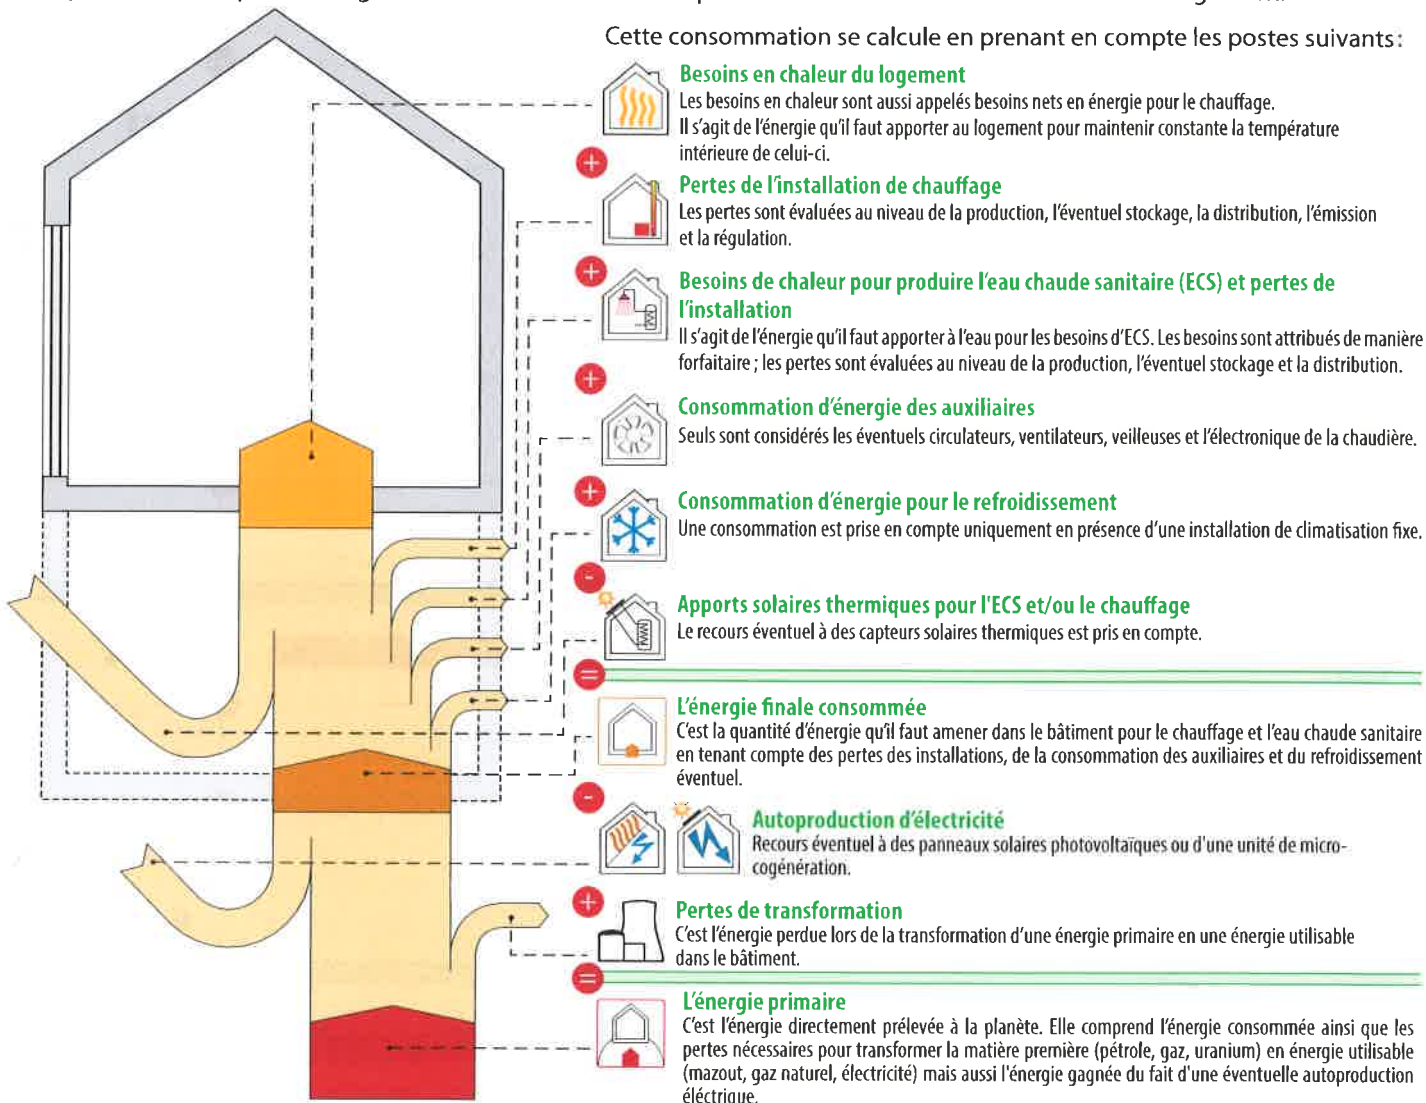 Cette consommation se calcule en prenant en compte les postes suivants:
Besoins en chaleur du logement
Les besoins en chaleur sont aussi appelés besoins nets en énergie pour le chauffage.
Il s'agit de l'énergie qu'il faut apporter au logement pour maintenir constante la température
intérieure de celui-ci.
+
Pertes de l'installation de chauffage
Les pertes sont évaluées au niveau de la production, l'éventuel stockage, la distribution, l'émission
et la régulation.
+
Besoins de chaleur pour produire l'eau chaude sanitaire (ECS) et pertes de
l'installation
Il s'agit de l'énergie qu'il faut apporter à l'eau pour les besoins d'ECS. Les besoins sont attribués de manière
forfaitaire ; les pertes sont évaluées au niveau de la production, l'éventuel stockage et la distribution.
+
Consommation d'énergie des auxiliaires
Seuls sont considérés les éventuels circulateurs, ventilateurs, veilleuses et l'électronique de la chaudière.
+
Consommation d'énergie pour le refroidissement
Une consommation est prise en compte uniquement en présence d'une installation de climatisation fixe.
-
Apports solaires thermiques pour l'ECS et/ou le chauffage
Le recours éventuel à des capteurs solaires thermiques est pris en compte.
=
L'énergie finale consommée
C'est la quantité d'énergie qu'il faut amener dans le bâtiment pour le chauffage et l'eau chaude sanitaire
en tenant compte des pertes des installations, de la consommation des auxiliaires et du refroidissement
éventuel.
-
Autoproduction d'électricité
Recours éventuel à des panneaux solaires photovoltaïques ou d'une unité de micro-
cogénération.
+
Pertes de transformation
C'est l'énergie perdue lors de la transformation d'une énergie primaire en une énergie utilisable
dans le bâtiment.
=
L'énergie primaire
C'est l'énergie directement prélevée à la planète. Elle comprend l'énergie consommée ainsi que les
pertes nécessaires pour transformer la matière première (pétrole, gaz, uranium) en énergie utilisable
(mazout, gaz naturel, électricité) mais aussi l'énergie gagnée du fait d'une éventuelle autoproduction
éléctrique.